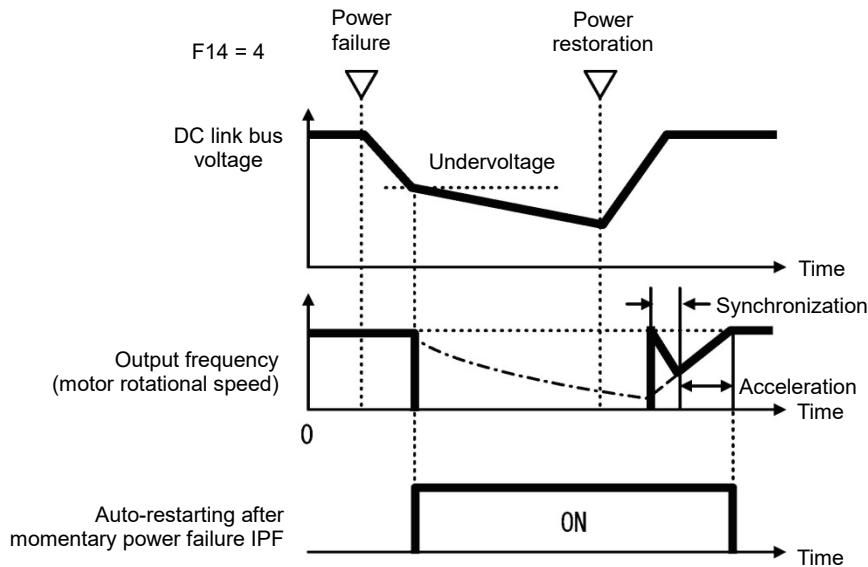 Power
failure
Power
restoration
F14 = 4
DC link bus
voltage
Undervoltage
Time
Synchronization
Output frequency
(motor rotational speed)
Acceleration
Time
0
Auto-restarting after
momentary power failure IPF
ON
Time